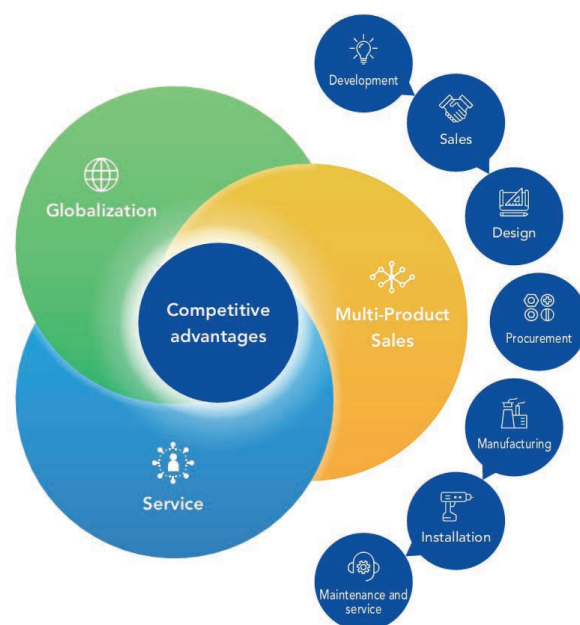 Development
Sales
Design
Procurement
Manufacturing
Installation
Maintenance and
service
Globalization
Multi-Product
Sales
Service
Competitive
advantages